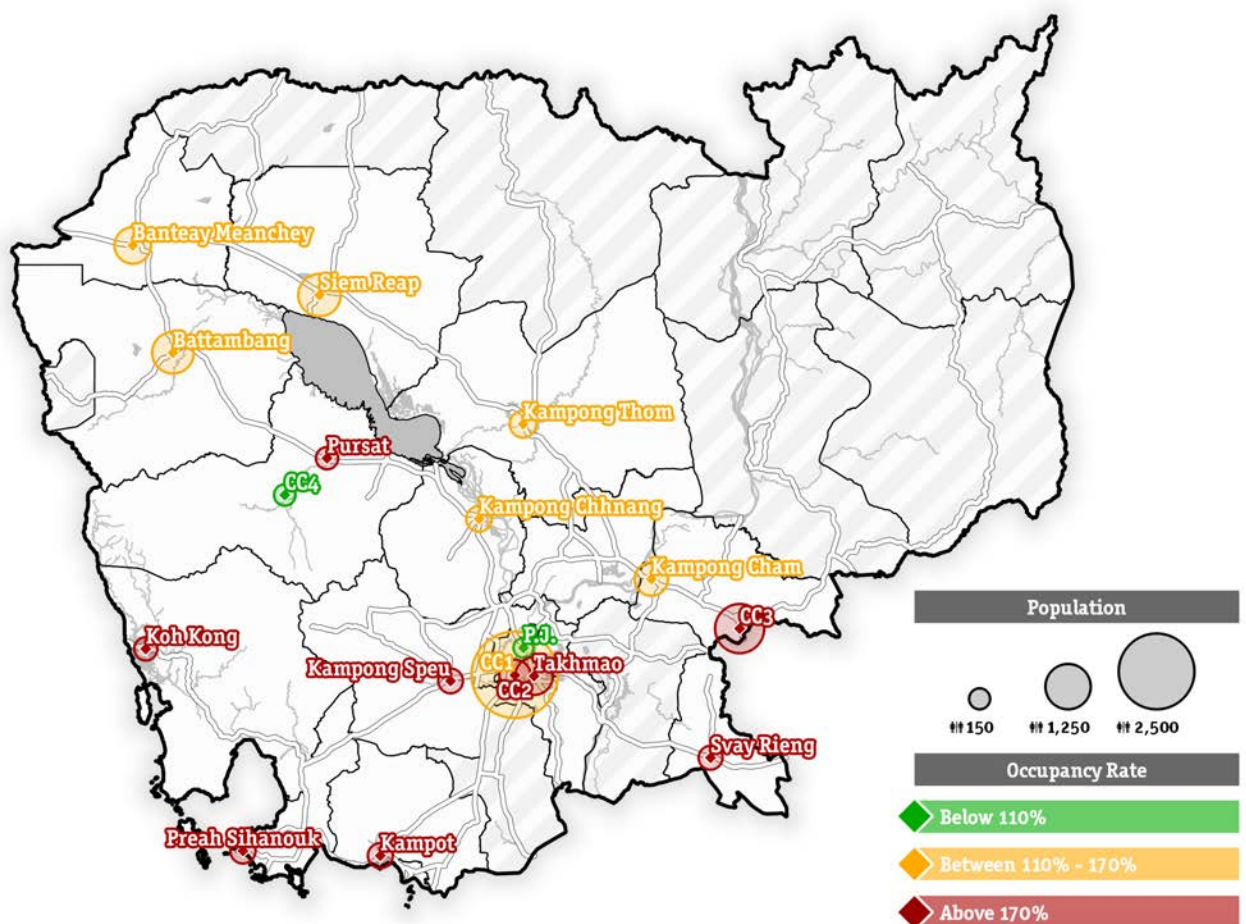 Banteay Meanchey
Siem Reap
Battambang
Kampong Thom
Pursat
CC4
Kampong Chhnang
Kampong Cham
CC3
Koh Kong
P.J.
CC1
Takhmao
Kampong Speu
CC2
Svay Rieng
Preah Sihanouk
Kampot
Population
150
1,250
2,500
Occupancy Rate
Below 110%
Between 110% - 170%
Above 170%